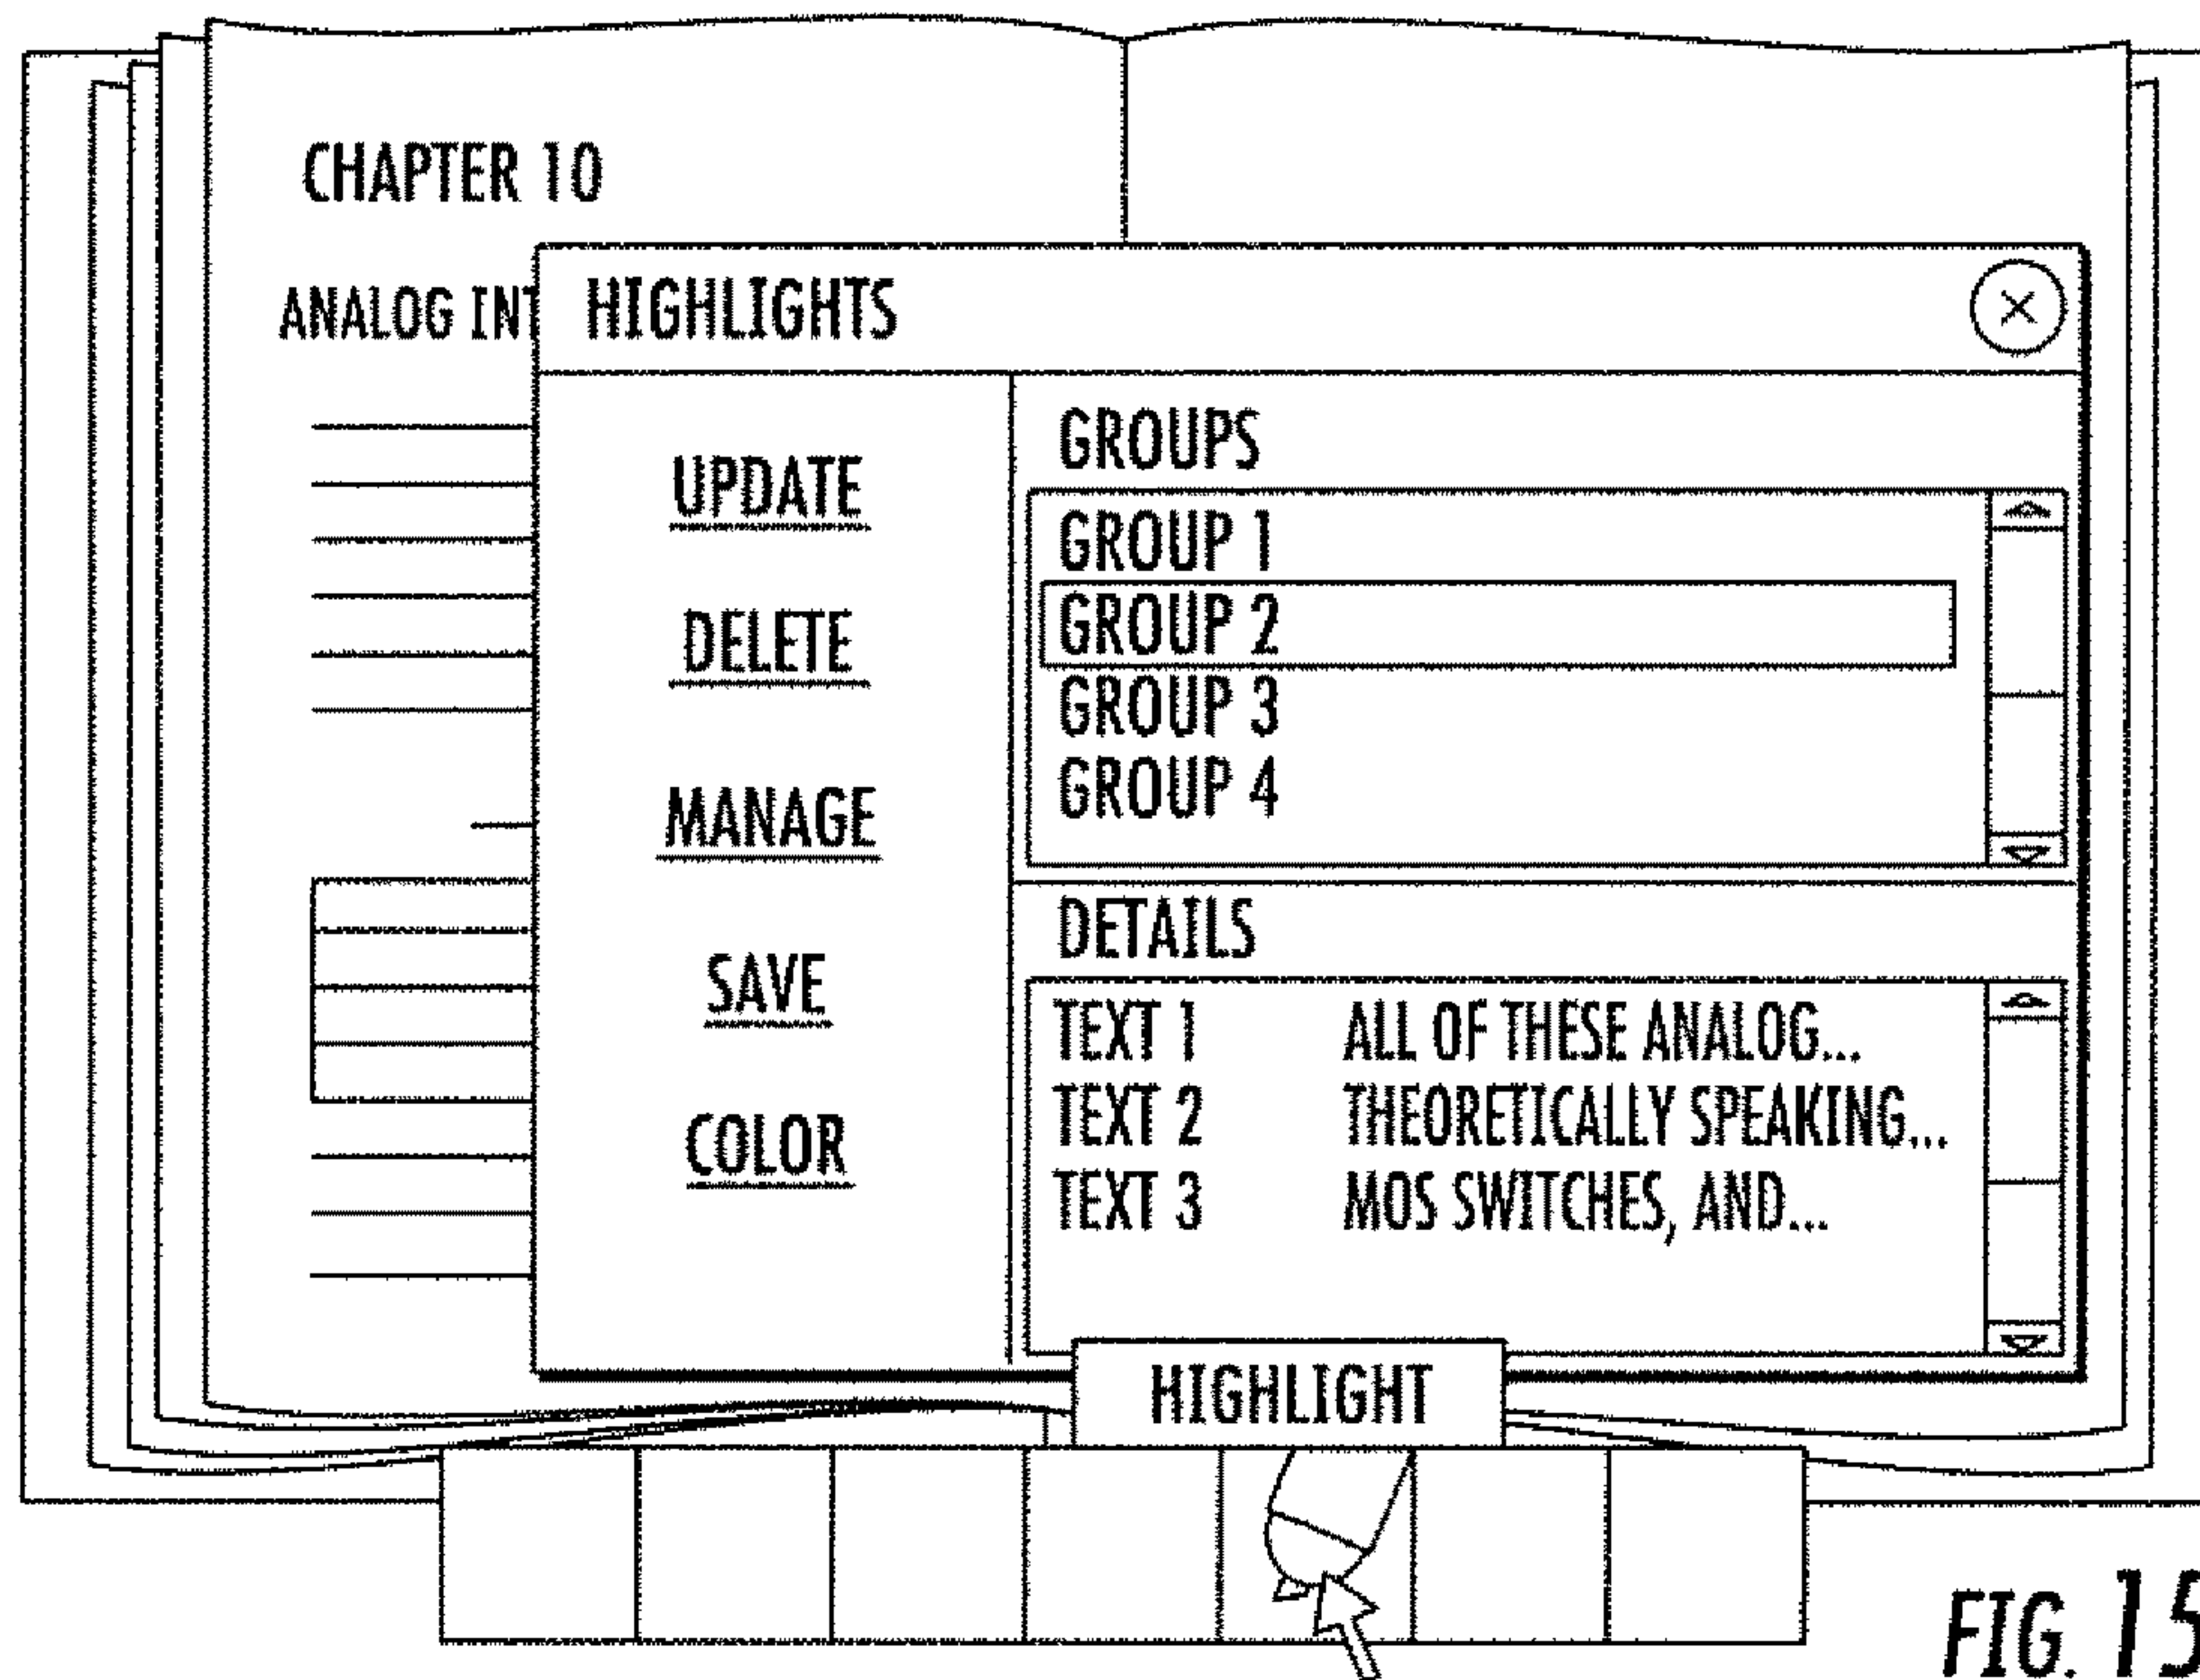 CHAPTER 10
ANALOG INT
HIGHLIGHTS
X
UPDATE
DELETE
MANAGE
SAVE
COLOR
GROUPS
GROUP 1
GROUP 2
GROUP 3
GROUP 4
DETAILS
TEXT 1 ALL OF THESE ANALOG...
TEXT 2 THEORETICALLY SPEAKING...
TEXT 3 MOS SWITCHES, AND...
HIGHLIGHT
FIG. 15